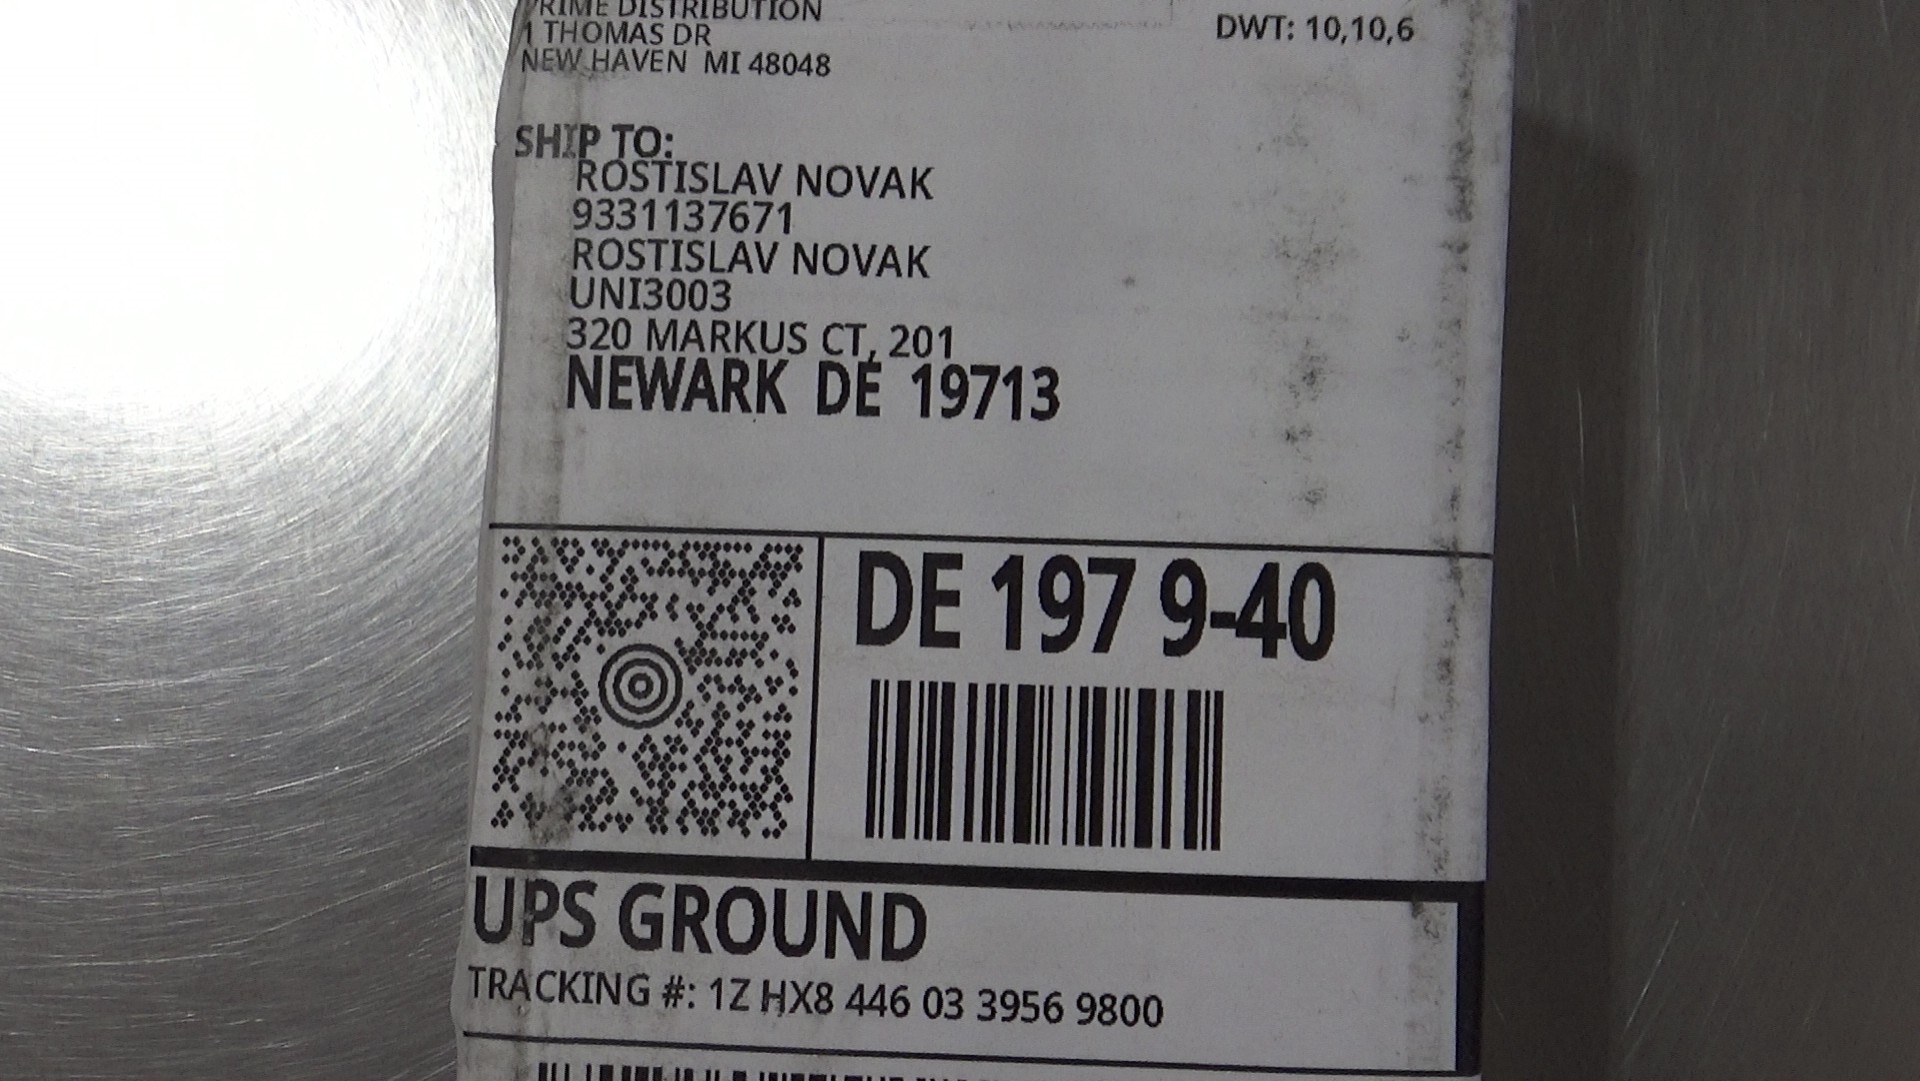 PRIME DISTRIBUTION
1 THOMAS DR
NEW HAVEN MI 48048
DWT: 10,10,6
SHIP TO:
ROSTISLAV NOVAK
9331137671
ROSTISLAV NOVAK
UNI3003
320 MARKUS CT, 201
NEWARK DE 19713
DE 197 9-40
UPS GROUND
TRACKING #: 1Z HX8 446 03 3956 9800